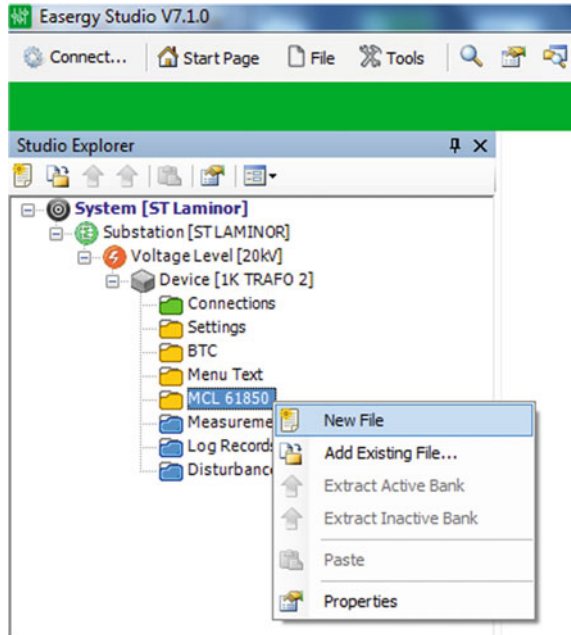 Easergy Studio V7.1.0
Connect... Start Page File Tools
Studio Explorer
System [ST Laminor]
Substation [ST LAMINOR]
Voltage Level [20kV]
Device [1K TRAFO 2]
Connections
Settings
BTC
Menu Text
MCL 61850
Measureme
Log Records
Disturbanc
New File
Add Existing File...
Extract Active Bank
Extract Inactive Bank
Paste
Properties